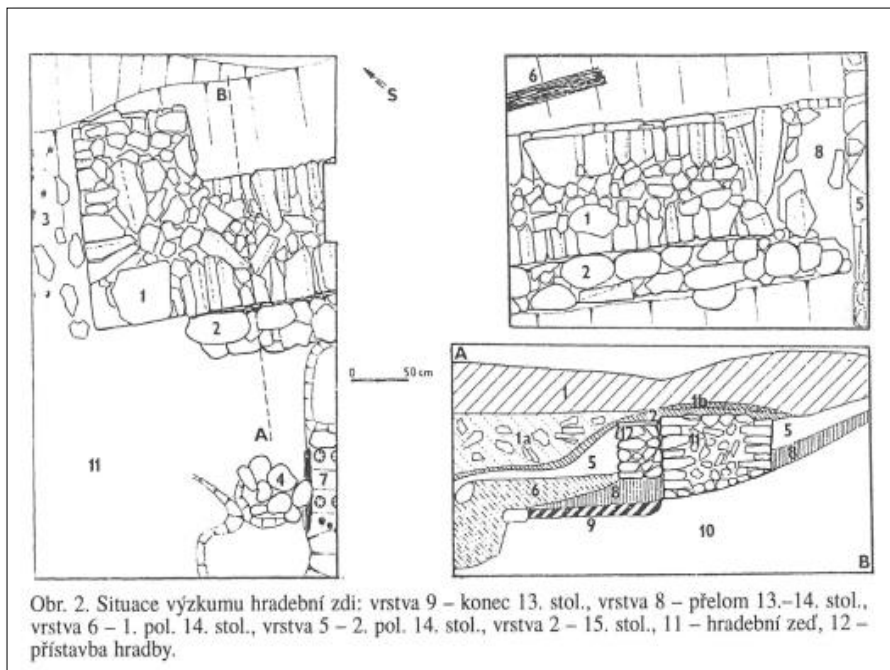 B
S
6
3
8
1
1
5
2
2
0 50 cm
A
A
B
1
1b
2
12
11
1a
5
5
8
6
8
9
10
11
4
7
Obr. 2. Situace výzkumu hradební zdi: vrstva 9 – konec 13. stol., vrstva 8 – přelom 13.–14. stol.,
vrstva 6 – 1. pol. 14. stol., vrstva 5 – 2. pol. 14. stol., vrstva 2 – 15. stol., 11 – hradební zeď, 12 –
přístavba hradby.